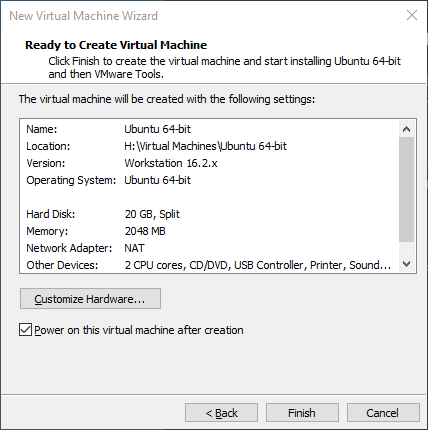 New Virtual Machine Wizard
Ready to Create Virtual Machine
Click Finish to create the virtual machine and start installing Ubuntu 64-bit
and then VMware Tools.
The virtual machine will be created with the following settings:
Name: Ubuntu 64-bit
Location: H:\Virtual Machines\Ubuntu 64-bit
Version: Workstation 16.2.x
Operating System: Ubuntu 64-bit
Hard Disk: 20 GB, Split
Memory: 2048 MB
Network Adapter: NAT
Other Devices: 2 CPU cores, CD/DVD, USB Controller, Printer, Sound...
Customize Hardware...
Power on this virtual machine after creation
< Back Finish Cancel